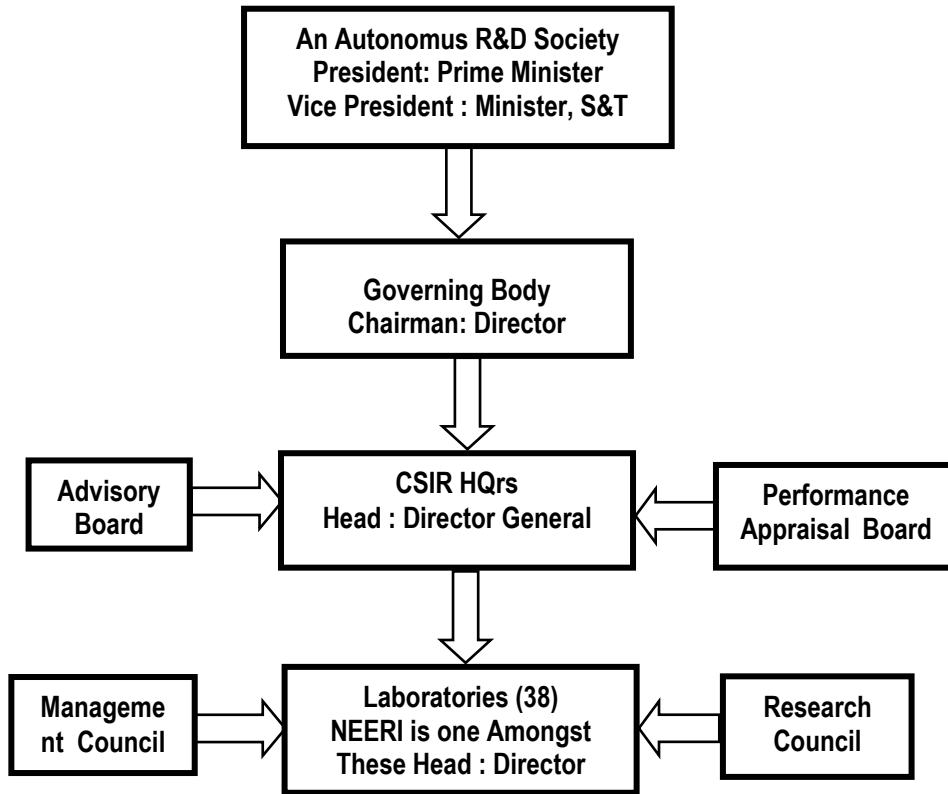 An Autonomus R&D Society
President: Prime Minister
Vice President : Minister, S&T
Governing Body
Chairman: Director
Advisory
Board
CSIR HQrs
Head : Director General
Performance
Appraisal Board
Manageme
nt Council
Laboratories (38)
NEERI is one Amongst
These Head : Director
Research
Council